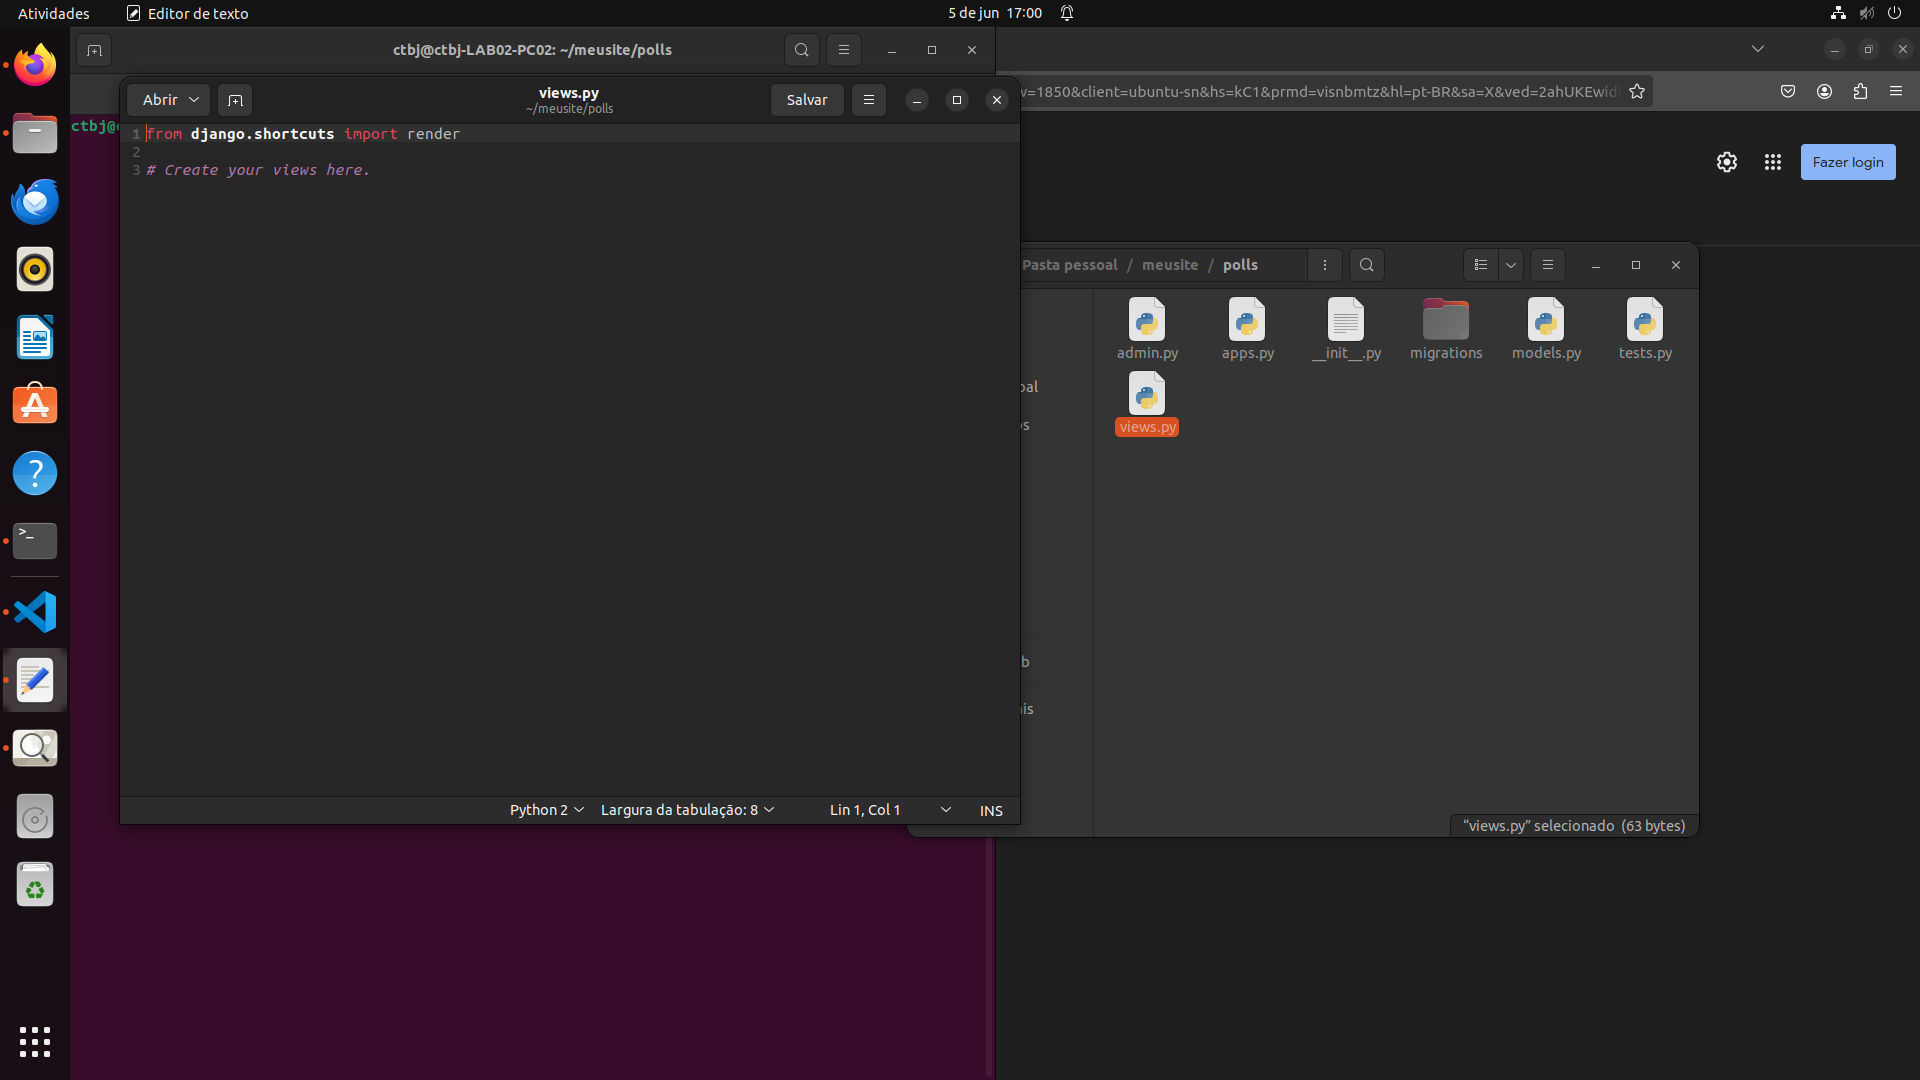 Atividades
Editor de texto
5 de jun 17:00
ctbj@ctbj-LAB02-PC02: ~/meusite/polls
Abrir
views.py
~/meusite/polls
Salvar
w=1850&client=ubuntu-sn&hs=kC1&prmd=visnbmtz&hl=pt-BR&sa=X&ved=2ahUKEwid
ctbj@
1 from django.shortcuts import render
2
3 # Create your views here.
Fazer login
Pasta pessoal / meusite / polls
admin.py
apps.py
__init__.py
migrations
models.py
tests.py
views.py
Python 2
Largura da tabulação: 8
Lin 1, Col 1
INS
“views.py” selecionado (63 bytes)